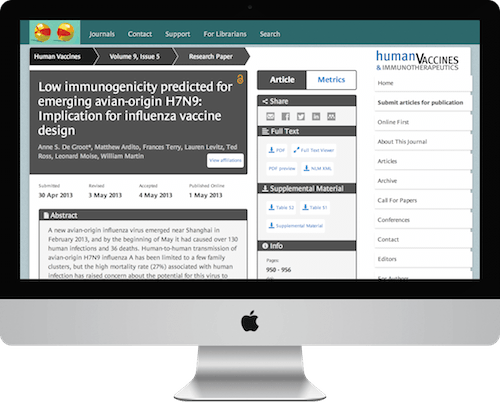 Journals Contact Support For Librarians Search
Human Vaccines Volume 9, Issue 5 Research Paper
Low immunogenicity predicted for
emerging avian-origin H7N9:
Implication for influenza vaccine
design
Anne S. De Groot*, Matthew Ardito, Frances Terry, Lauren Levitz, Ted
Ross, Leonard Moise, William Martin
View affiliations
Submitted Revised Accepted Published Online
30 Apr 2013 3 May 2013 4 May 2013 1 May 2013
Abstract
A new avian-origin influenza virus emerged near Shanghai in
February 2013, and by the beginning of May it had caused over 130
human infections and 36 deaths. Human-to-human transmission of
avian-origin H7N9 influenza A has been limited to a few family
clusters, but the high mortality rate (27%) associated with human
infection has raised concern about the potential for this virus to
Article Metrics
Share
Full Text
PDF Full Text Viewer
PDF preview NLM XML
Supplemental Material
Table S2 Table S1
Supplemental Material
Info
Pages
950 - 956
humanVACCINES
& IMMUNOTHERAPEUTICS
Home
Submit articles for publication
Online First
About This Journal
Articles
Archive
Call For Papers
Conferences
Contact
Editors
For Authors